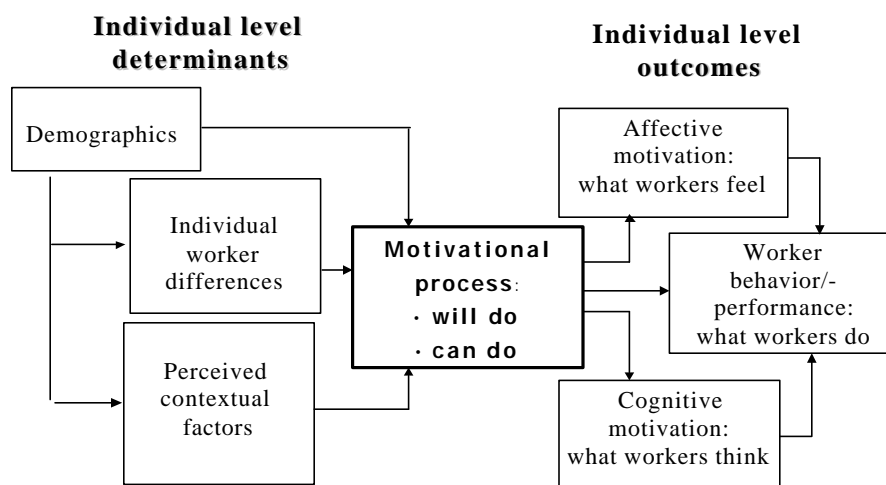 Individual level
determinants
Individual level
outcomes
Demographics
Individual
worker
differences
Perceived
contextual
factors
Motivational
process:
· will do
· can do
Affective
motivation:
what workers feel
Worker
behavior/-
performance:
what workers do
Cognitive
motivation:
what workers think